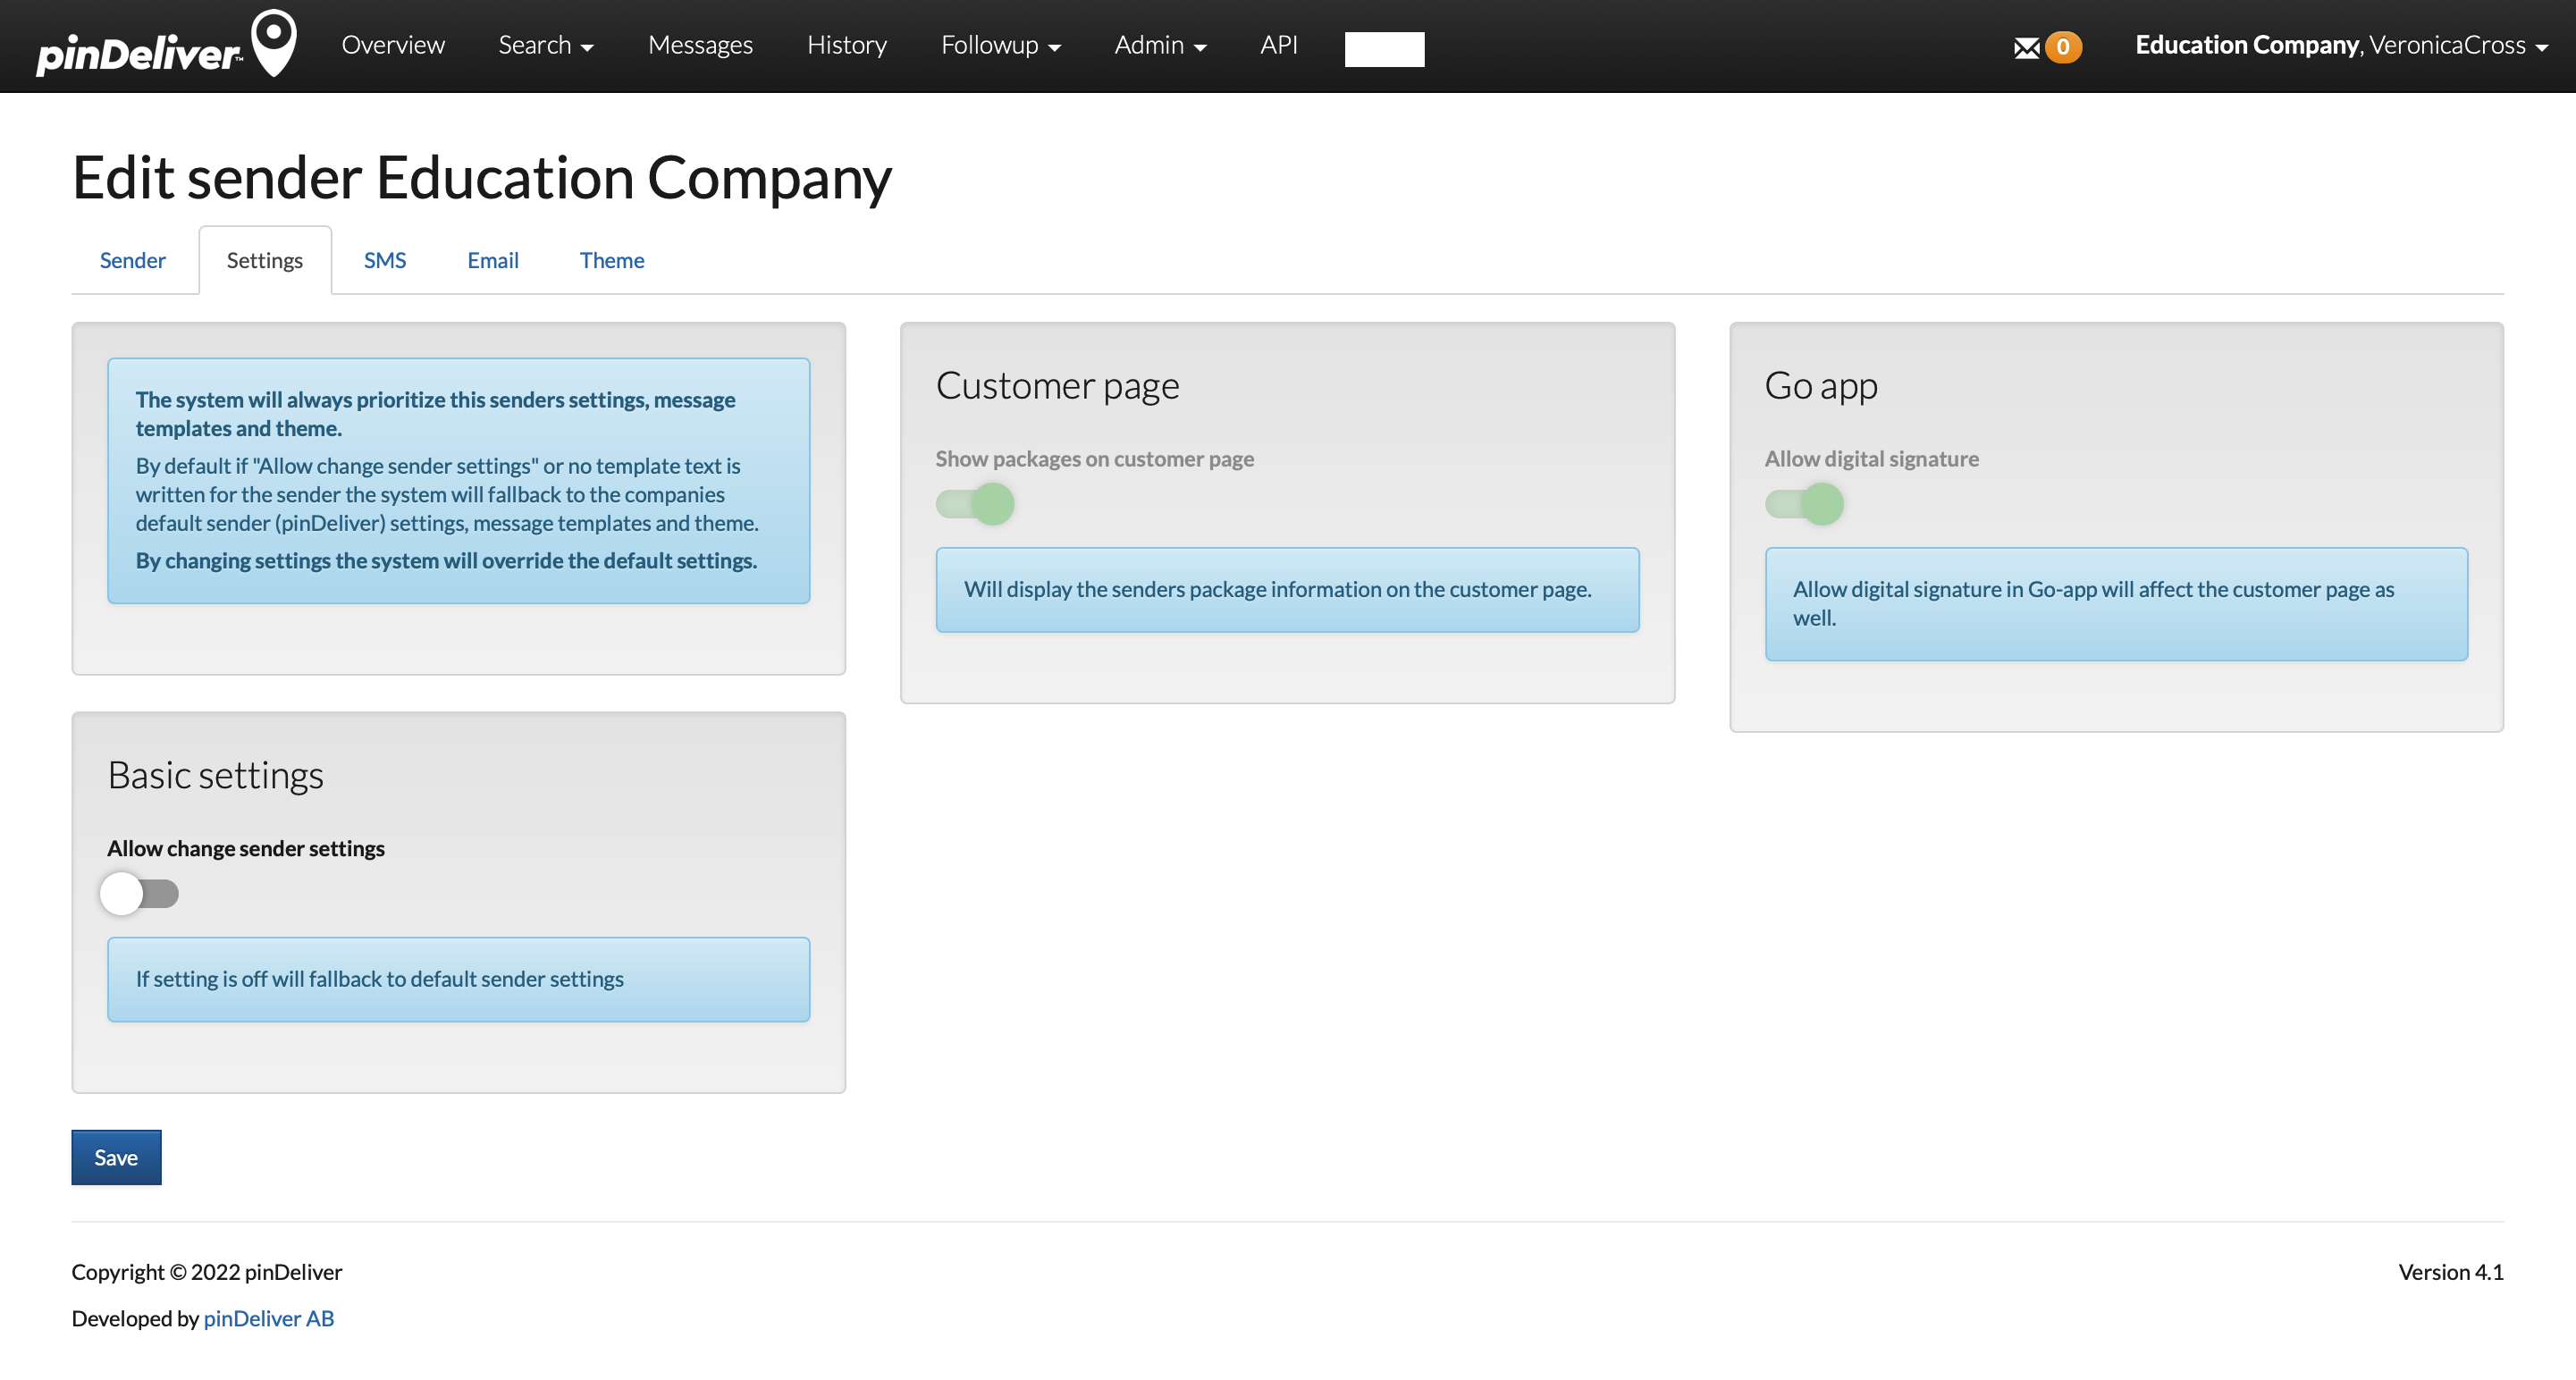 pinDeliver™ Overview Search Messages History Followup Admin API 0 Education Company, VeronicaCross
Edit sender Education Company
Sender Settings SMS Email Theme
The system will always prioritize this senders settings, message
templates and theme.
By default if "Allow change sender settings" or no template text is
written for the sender the system will fallback to the companies
default sender (pinDeliver) settings, message templates and theme.
By changing settings the system will override the default settings.
Customer page
Show packages on customer page
Will display the senders package information on the customer page.
Go app
Allow digital signature
Allow digital signature in Go-app will affect the customer page as
well.
Basic settings
Allow change sender settings
If setting is off will fallback to default sender settings
Save
Copyright © 2022 pinDeliver
Version 4.1
Developed by pinDeliver AB